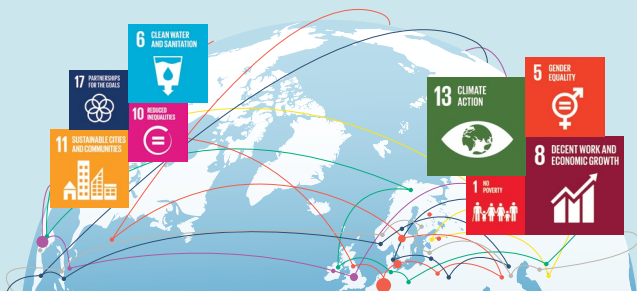 6 CLEAN WATER
AND SANITATION
17 PARTNERSHIPS
FOR THE GOALS
10 REDUCED
INEQUALITIES
11 SUSTAINABLE CITIES
AND COMMUNITIES
13 CLIMATE
ACTION
5 GENDER
EQUALITY
8 DECENT WORK AND
ECONOMIC GROWTH
1 NO
POVERTY